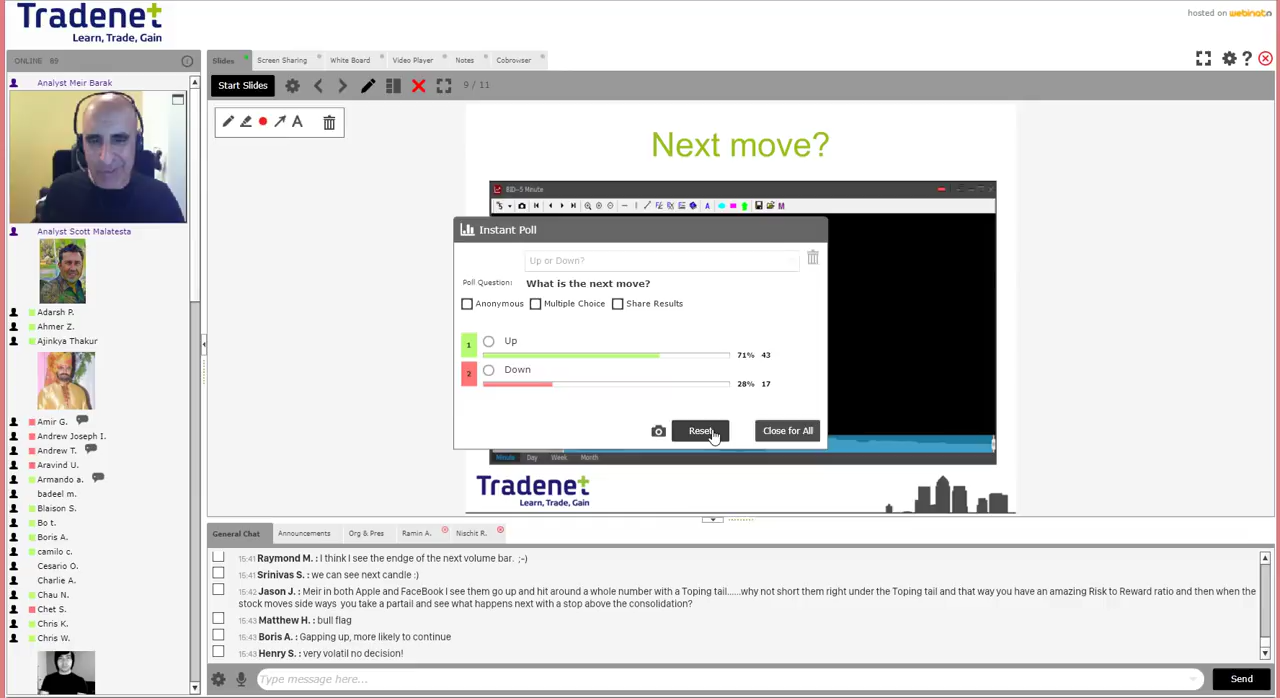 Tradenet
Learn, Trade, Gain
hosted on webinato
ONLINE 69
Slides
Screen Sharing
White Board
Video Player
Notes
Cobrowser
Start Slides
9 / 11
Analyst Meir Barak
Analyst Scott Malatesta
Adarsh P.
Ahmer Z.
Ajinkya Thakur
Amir G.
Andrew Joseph I.
Andrew T.
Aravind U.
Armando a.
badeel m.
Blaison S.
Bo t.
Boris A.
camilo c.
Cesario O.
Charlie A.
Chau N.
Chet S.
Chris K.
Chris W.
Next move?
BID--5 Minute
Instant Poll
Up or Down?
Poll Question: What is the next move?
Anonymous
Multiple Choice
Share Results
1 Up
71% 43
2 Down
28% 17
Reset
Close for All
Minute Day Week Month
Tradenet
Learn, Trade, Gain
General Chat
Announcements
Org & Pres
Ramin A.
Nischit R.
15:41 Raymond M. : I think I see the endge of the next volume bar. ;-)
15:41 Srinivas S. : we can see next candle :)
15:42 Jason J. : Meir in both Apple and FaceBook I see them go up and hit around a whole number with a Toping tail......why not short them right under the Toping tail and that way you have an amazing Risk to Reward ratio and then when the
stock moves side ways you take a partail and see what happens next with a stop above the consolidation?
15:43 Matthew H. : bull flag
15:43 Boris A. : Gapping up, more likely to continue
15:43 Henry S. : very volatil no decision!
Type message here...
Send